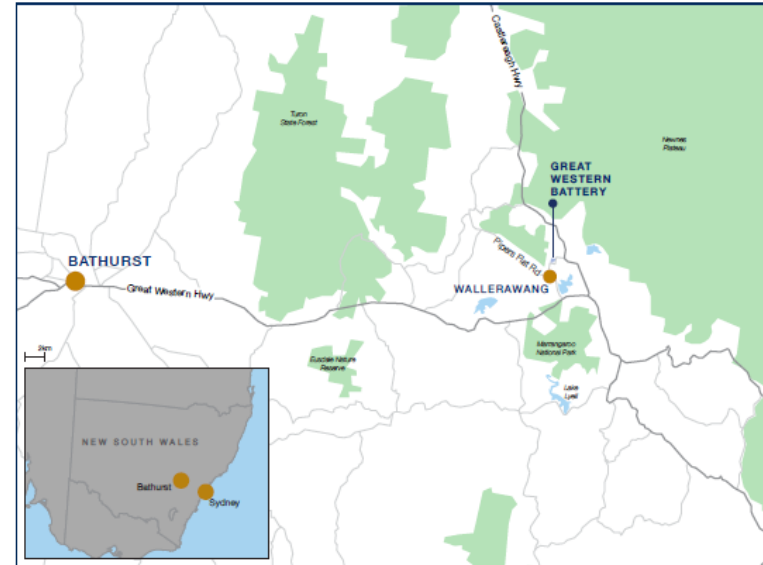 Castlereagh Hwy
Turon
State Forest
Newnes
Plateau
GREAT
WESTERN
BATTERY
Pipers Flat Rd
BATHURST
WALLERAWANG
Great Western Hwy
2km
Marrangaroo
National Park
Eusdale Nature
Reserve
Lake
Lyell
NEW SOUTH WALES
Bathurst
Sydney